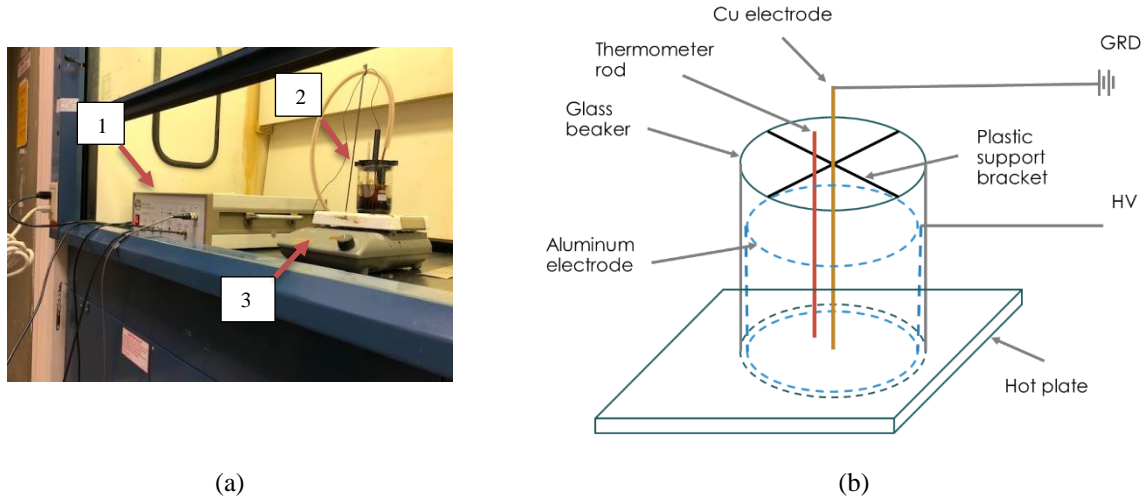 1
2
3
(a)
Cu electrode
GRD
Thermometer
rod
Glass
beaker
Plastic
support
bracket
HV
Aluminum
electrode
Hot plate
(b)